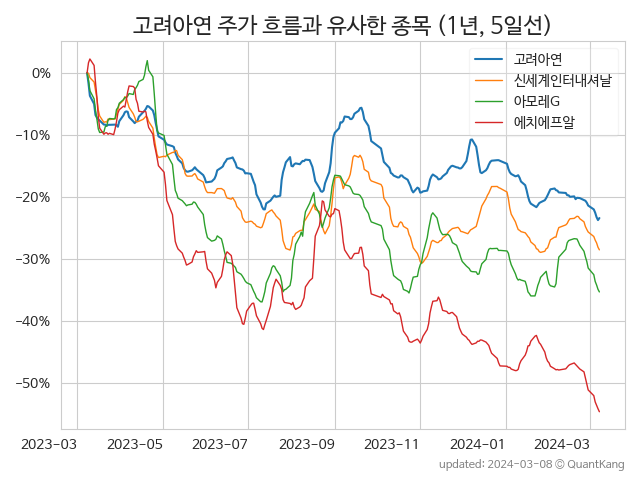 고려아연 주가 흐름과 유사한 종목 (1년, 5일선)
고려아연
신세계인터내셔날
아모레G
에치에프알
0%
−10%
−20%
−30%
−40%
−50%
2023-03 2023-05 2023-07 2023-09 2023-11 2024-01 2024-03
updated: 2024-03-08 © QuantKang